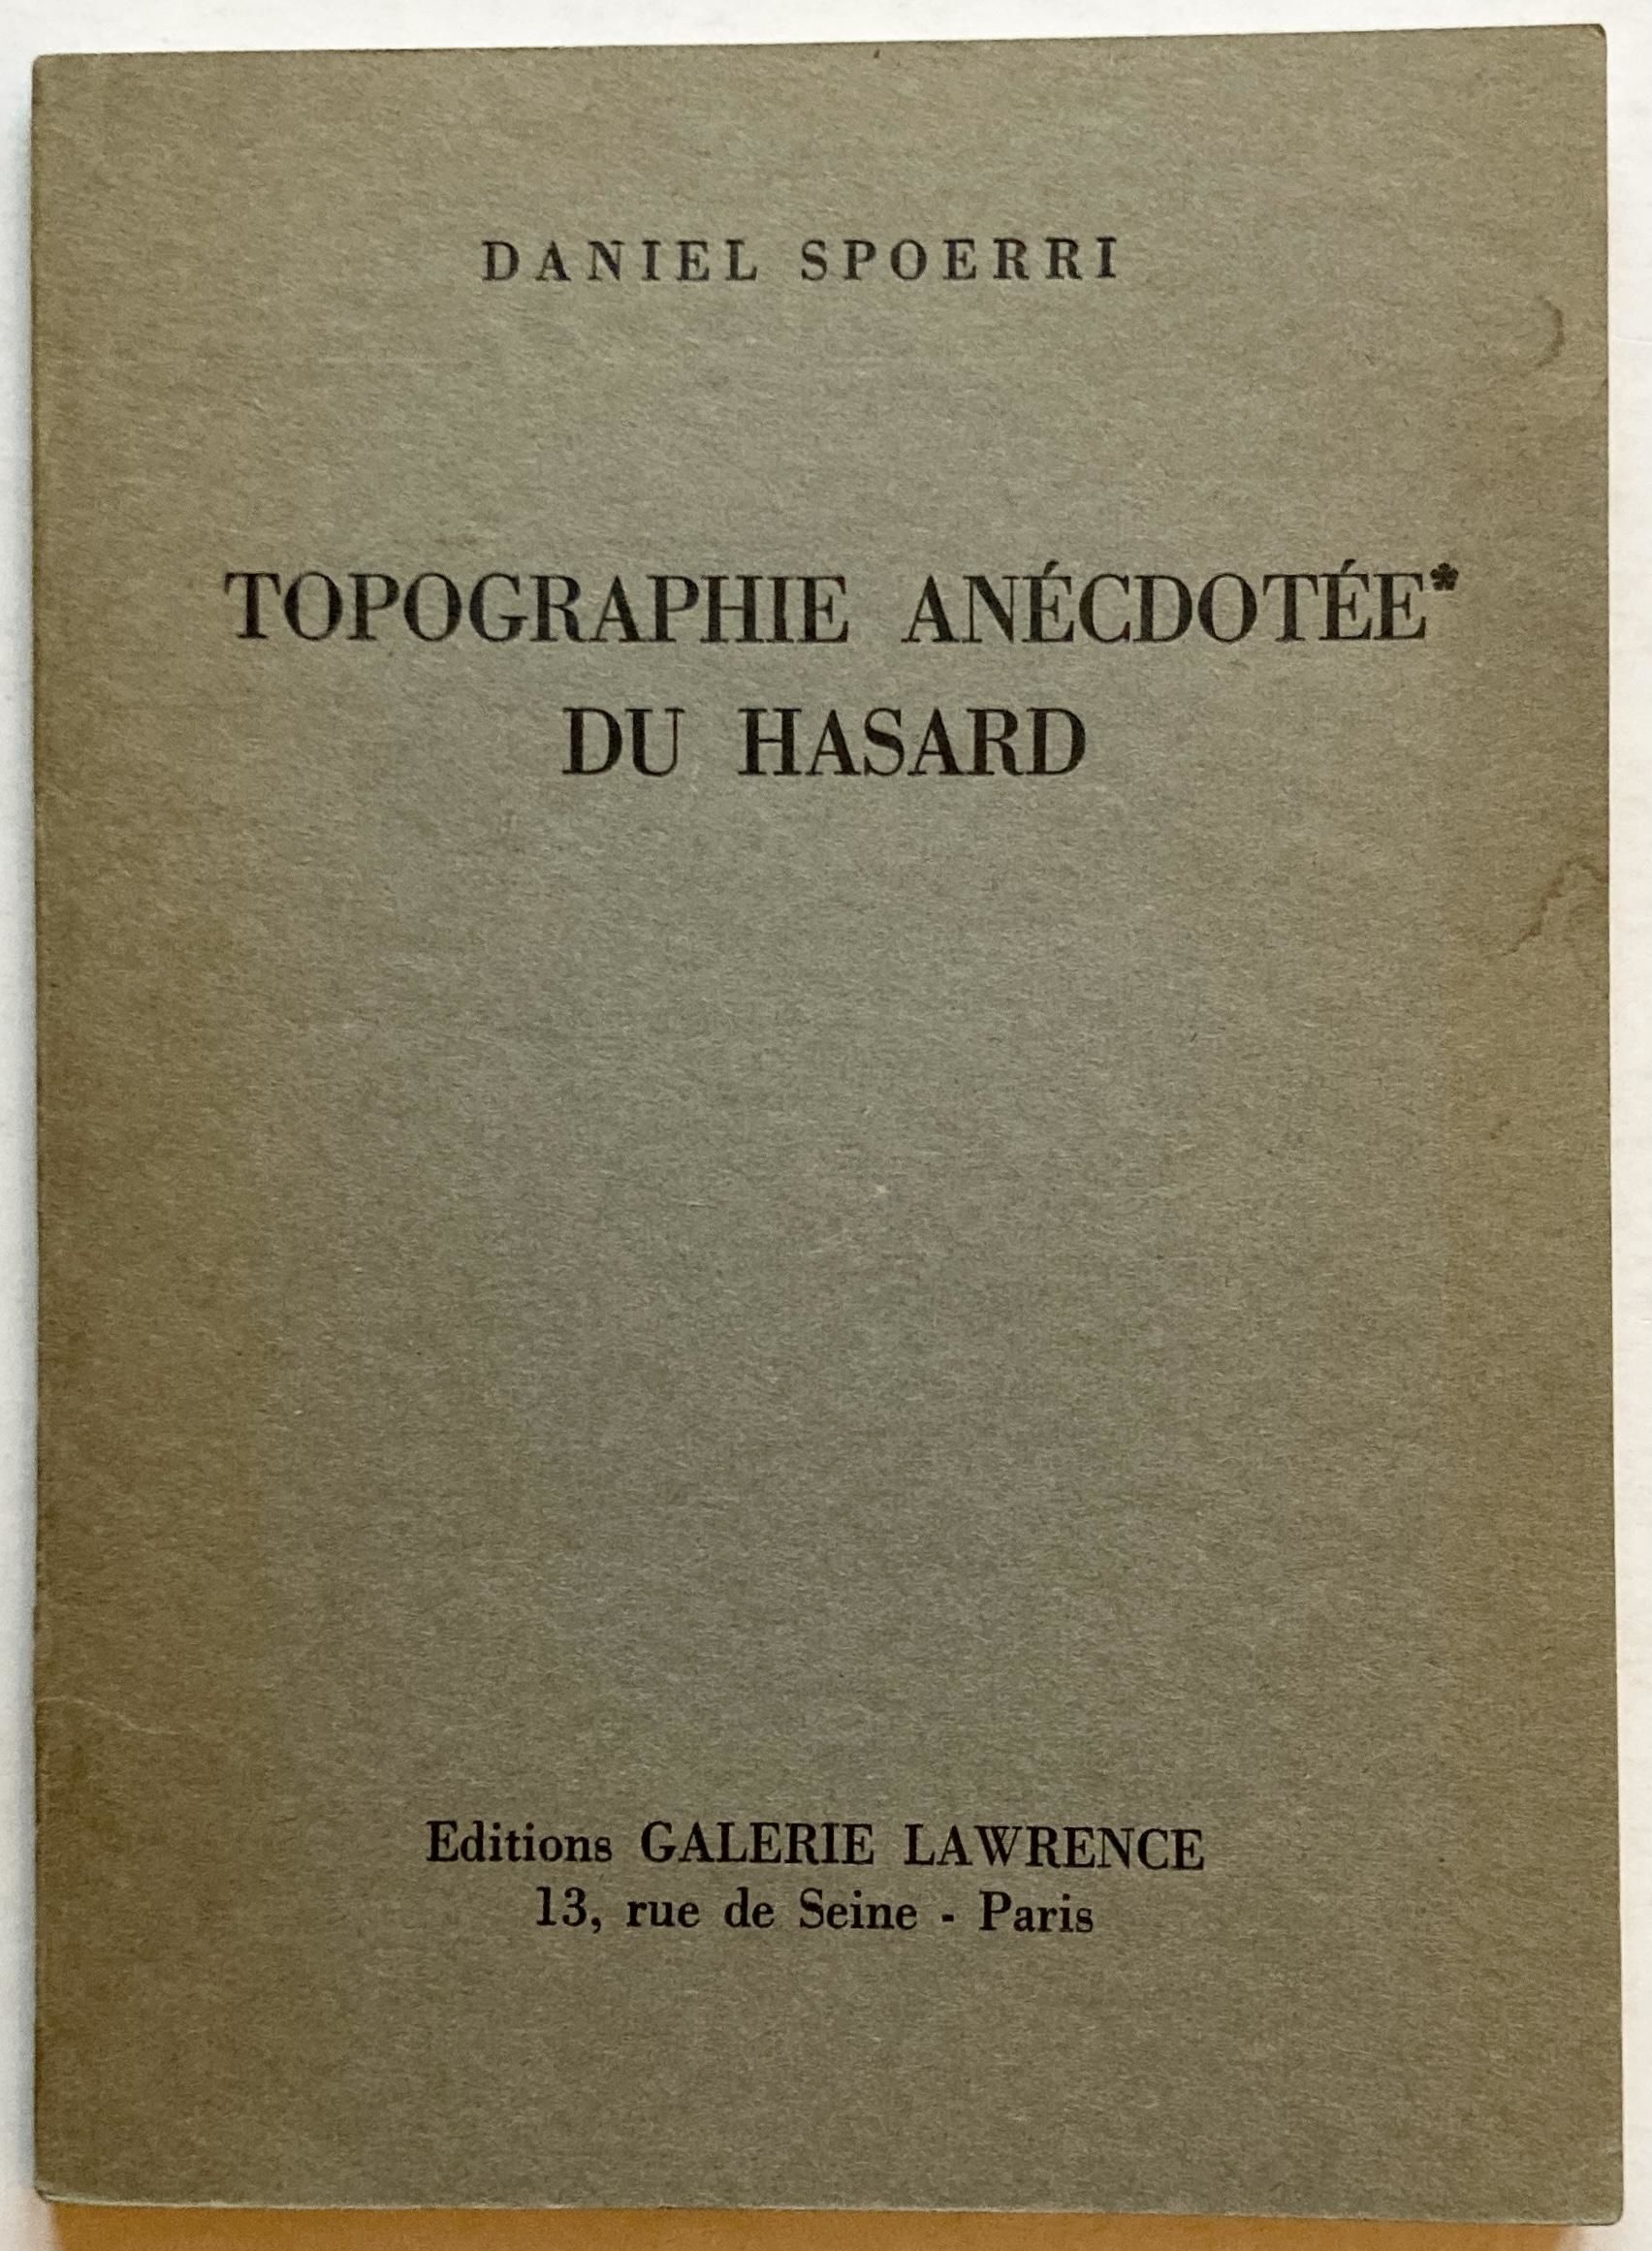 DANIEL SPOERRI
TOPOGRAPHIE ANÉCDOTÉE*
DU HASARD
Editions GALERIE LAWRENCE
13, rue de Seine - Paris